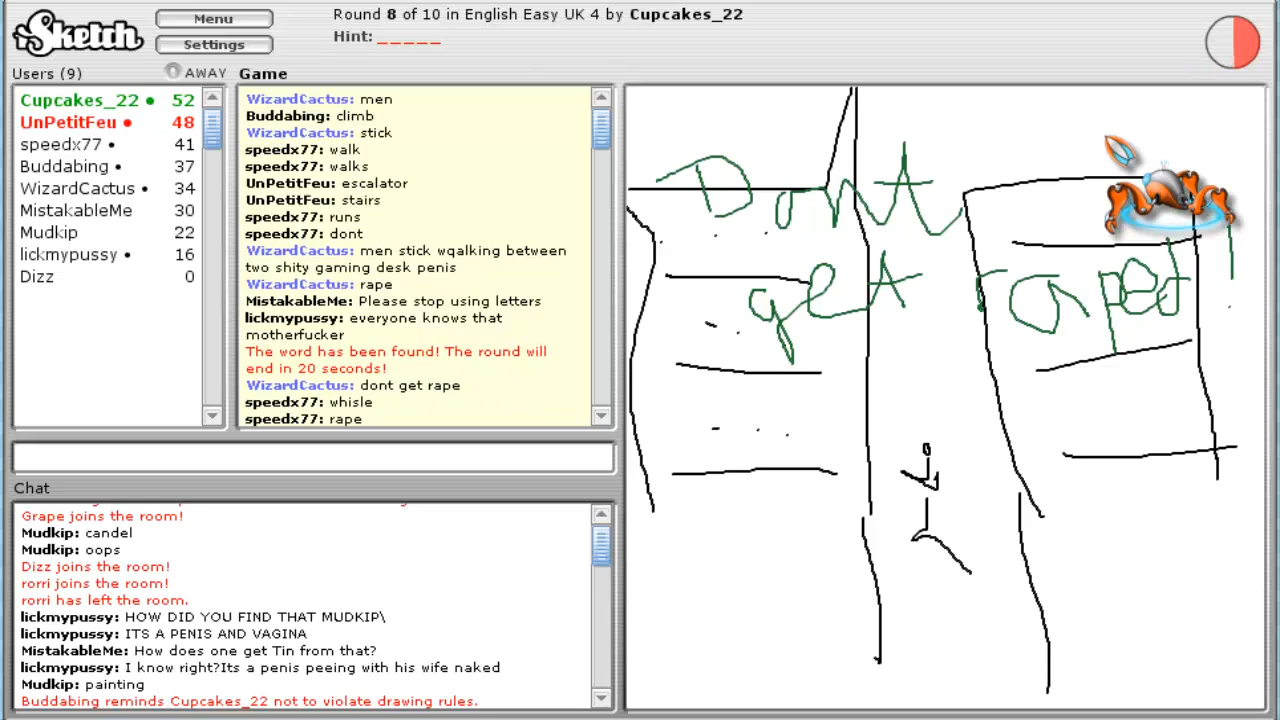 iSketch
Menu
Settings
Round 8 of 10 in English Easy UK 4 by Cupcakes_22
Hint: _ _ _ _ _
Users (9)
AWAY
Game
Cupcakes_22 • 52
UnPetitFeu • 48
speedx77 • 41
Buddabing • 37
WizardCactus • 34
MistakableMe 30
Mudkip 22
lickmypussy • 16
Dizz 0
WizardCactus: men
Buddabing: climb
WizardCactus: stick
speedx77: walk
speedx77: walks
UnPetitFeu: escalator
UnPetitFeu: stairs
speedx77: runs
speedx77: dont
WizardCactus: men stick wqalking between
two shity gaming desk penis
WizardCactus: rape
MistakableMe: Please stop using letters
lickmypussy: everyone knows that
motherfucker
The word has been found! The round will
end in 20 seconds!
WizardCactus: dont get rape
speedx77: whisle
speedx77: rape
Dont
get raped
Chat
Grape joins the room!
Mudkip: candel
Mudkip: oops
Dizz joins the room!
rorri joins the room!
rorri has left the room.
lickmypussy: HOW DID YOU FIND THAT MUDKIP\
lickmypussy: ITS A PENIS AND VAGINA
MistakableMe: How does one get Tin from that?
lickmypussy: I know right?Its a penis peeing with his wife naked
Mudkip: painting
Buddabing reminds Cupcakes_22 not to violate drawing rules.